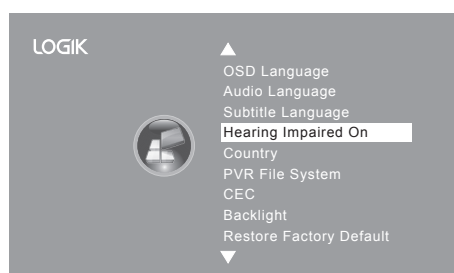 LOGIK
OSD Language
Audio Language
Subtitle Language
Hearing Impaired On
Country
PVR File System
CEC
Backlight
Restore Factory Default